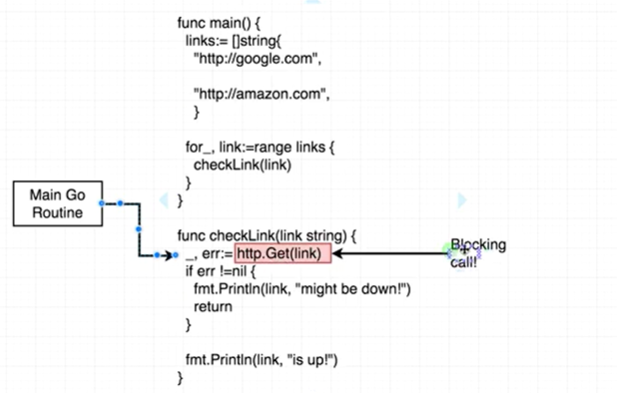 func main() {
links:= []string{
"http://google.com",
"http://amazon.com",
}
for_, link:=range links {
checkLink(link)
}
}
Main Go
Routine
func checkLink(link string) {
_, err:= http.Get(link)
Blocking
call!
if err !=nil {
fmt.Println(link, "might be down!")
return
}
fmt.Println(link, "is up!")
}